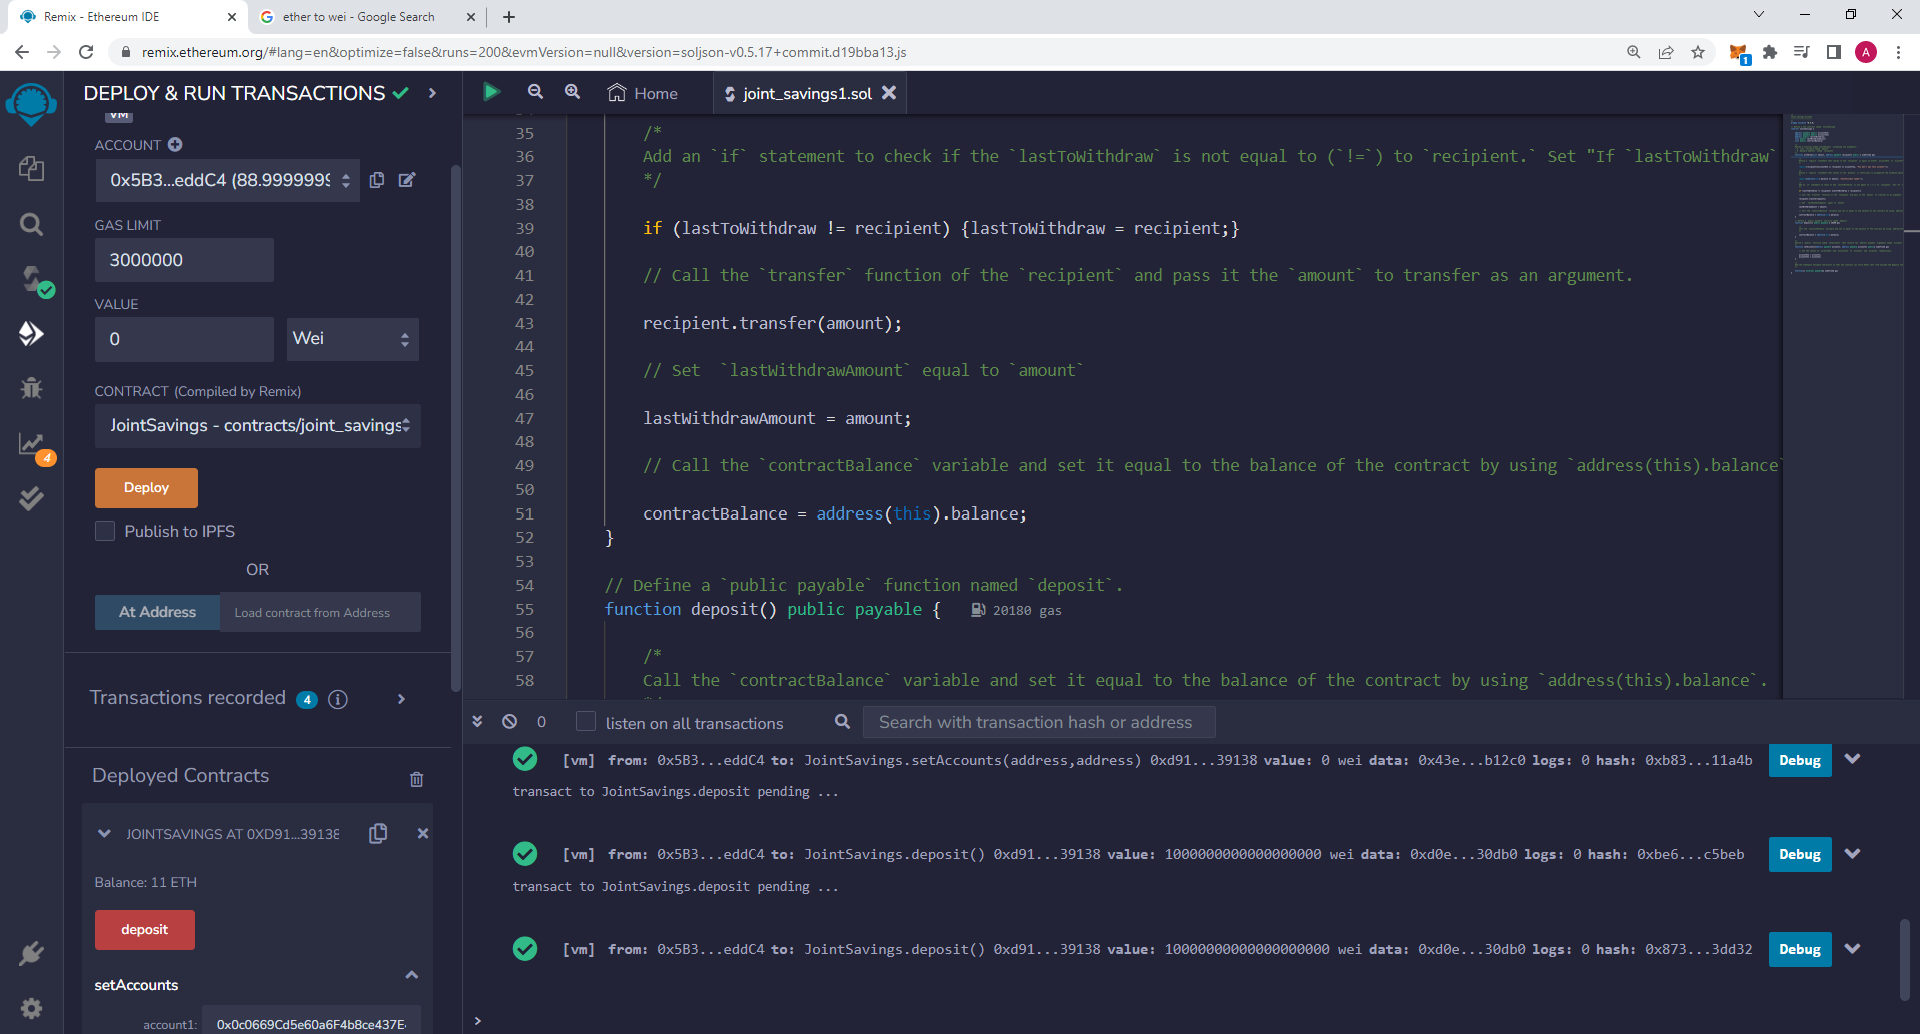 Remix - Ethereum IDE
ether to wei - Google Search
remix.ethereum.org/#lang=en&optimize=false&runs=200&evmVersion=null&version=soljson-v0.5.17+commit.d19bba13.js
1
A
DEPLOY & RUN TRANSACTIONS
VM
ACCOUNT
0x5B3...eddC4 (88.9999999
GAS LIMIT
3000000
VALUE
0
Wei
CONTRACT (Compiled by Remix)
JointSavings - contracts/joint_savings
Deploy
Publish to IPFS
OR
At Address
Load contract from Address
Transactions recorded 4 i
Deployed Contracts
JOINTSAVINGS AT 0XD91...39138
Balance: 11 ETH
deposit
setAccounts
account1: 0x0c0669Cd5e60a6F4b8ce437E
4
Home
joint_savings1.sol
35 /*
36 Add an `if` statement to check if the `lastToWithdraw` is not equal to (`!=`) to `recipient.` Set "If `lastToWithdraw`
37 */
38
39 if (lastToWithdraw != recipient) {lastToWithdraw = recipient;}
40
41 // Call the `transfer` function of the `recipient` and pass it the `amount` to transfer as an argument.
42
43 recipient.transfer(amount);
44
45 // Set  `lastWithdrawAmount` equal to `amount`
46
47 lastWithdrawAmount = amount;
48
49 // Call the `contractBalance` variable and set it equal to the balance of the contract by using `address(this).balance`
50
51 contractBalance = address(this).balance;
52 }
53
54 // Define a `public payable` function named `deposit`.
55 function deposit() public payable { 20180 gas
56
57 /*
58 Call the `contractBalance` variable and set it equal to the balance of the contract by using `address(this).balance`.
0
listen on all transactions
Search with transaction hash or address
[vm] from: 0x5B3...eddC4 to: JointSavings.setAccounts(address,address) 0xd91...39138 value: 0 wei data: 0x43e...b12c0 logs: 0 hash: 0xb83...11a4b
Debug
transact to JointSavings.deposit pending ...
[vm] from: 0x5B3...eddC4 to: JointSavings.deposit() 0xd91...39138 value: 1000000000000000000 wei data: 0xd0e...30db0 logs: 0 hash: 0xbe6...c5beb
Debug
transact to JointSavings.deposit pending ...
[vm] from: 0x5B3...eddC4 to: JointSavings.deposit() 0xd91...39138 value: 10000000000000000000 wei data: 0xd0e...30db0 logs: 0 hash: 0x873...3dd32
Debug
>